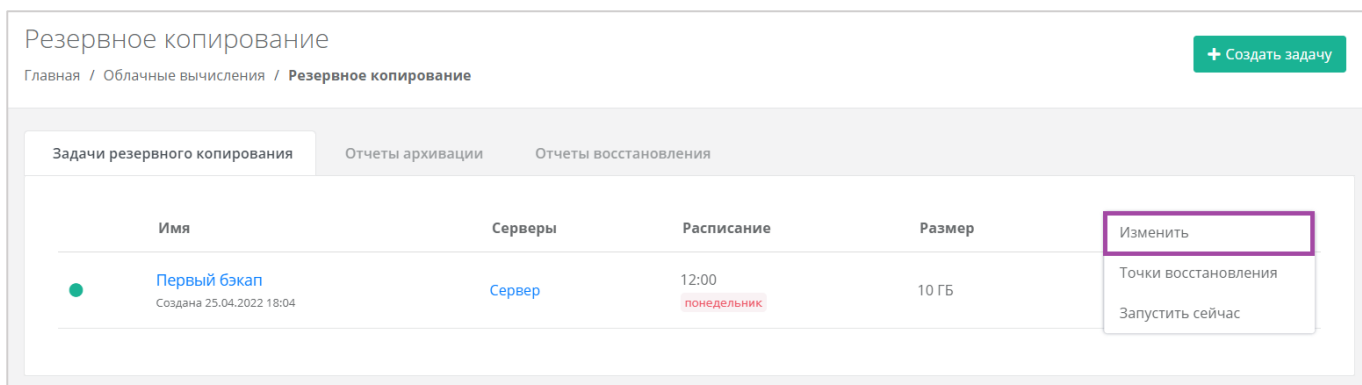 Резервное копирование
+ Создать задачу
Главная / Облачные вычисления / Резервное копирование
Задачи резервного копирования Отчеты архивации Отчеты восстановления
Имя Серверы Расписание Размер
Изменить
Точки восстановления
Запустить сейчас
Первый бэкап
Создана 25.04.2022 18:04
Сервер
12:00
понедельник
10 ГБ